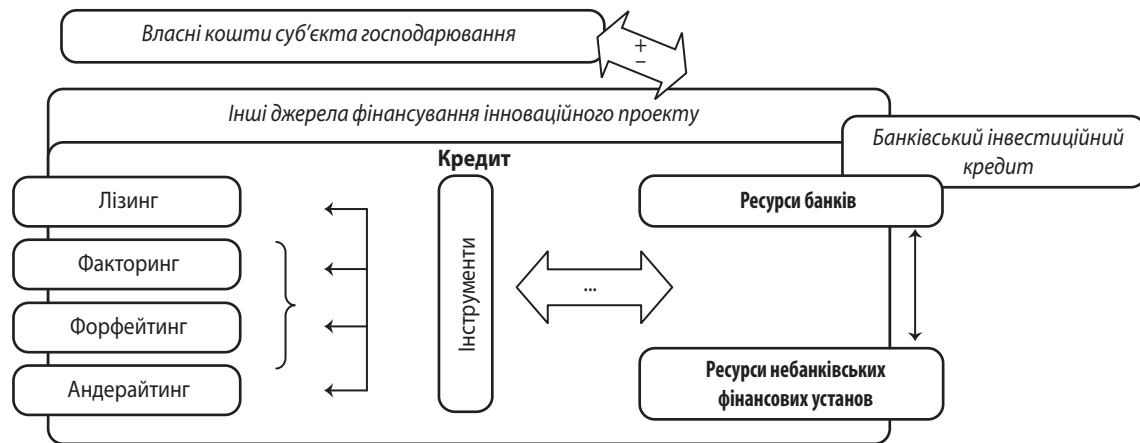 Власні кошти суб’єкта господарювання
+
–
Інші джерела фінансування інноваційного проекту
Банківський інвестиційний
кредит
Кредит
Лізинг
Факторинг
Форфейтинг
Андерайтинг
Інструменти
...
Ресурси банків
Ресурси небанківських
фінансових установ